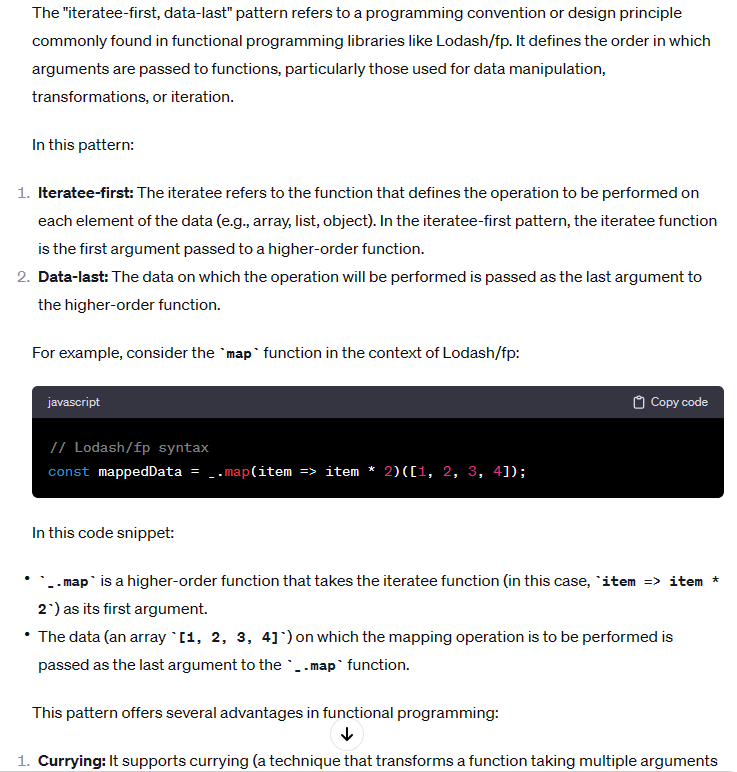 The "iteratee-first, data-last" pattern refers to a programming convention or design principle
commonly found in functional programming libraries like Lodash/fp. It defines the order in which
arguments are passed to functions, particularly those used for data manipulation,
transformations, or iteration.
In this pattern:
1. Iteratee-first: The iteratee refers to the function that defines the operation to be performed on
each element of the data (e.g., array, list, object). In the iteratee-first pattern, the iteratee function
is the first argument passed to a higher-order function.
2. Data-last: The data on which the operation will be performed is passed as the last argument to
the higher-order function.
For example, consider the `map` function in the context of Lodash/fp:
javascript Copy code
// Lodash/fp syntax
const mappedData = _.map(item => item * 2)([1, 2, 3, 4]);
In this code snippet:
• `_.map` is a higher-order function that takes the iteratee function (in this case, `item => item *
2`) as its first argument.
• The data (an array `[1, 2, 3, 4]`) on which the mapping operation is to be performed is
passed as the last argument to the `_.map` function.
This pattern offers several advantages in functional programming:
1. Currying: It supports currying (a technique that transforms a function taking multiple arguments